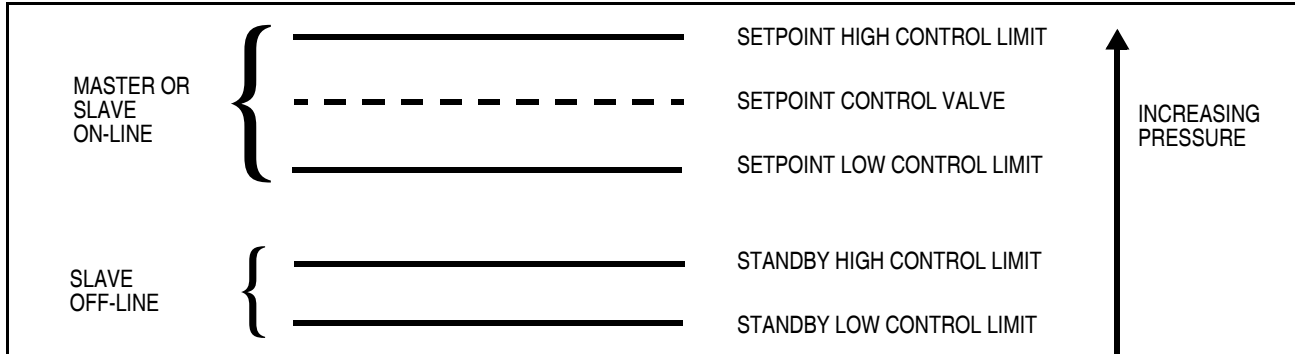 MASTER OR
SLAVE
ON-LINE
SETPOINT HIGH CONTROL LIMIT
SETPOINT CONTROL VALVE
SETPOINT LOW CONTROL LIMIT
INCREASING
PRESSURE
SLAVE
OFF-LINE
STANDBY HIGH CONTROL LIMIT
STANDBY LOW CONTROL LIMIT